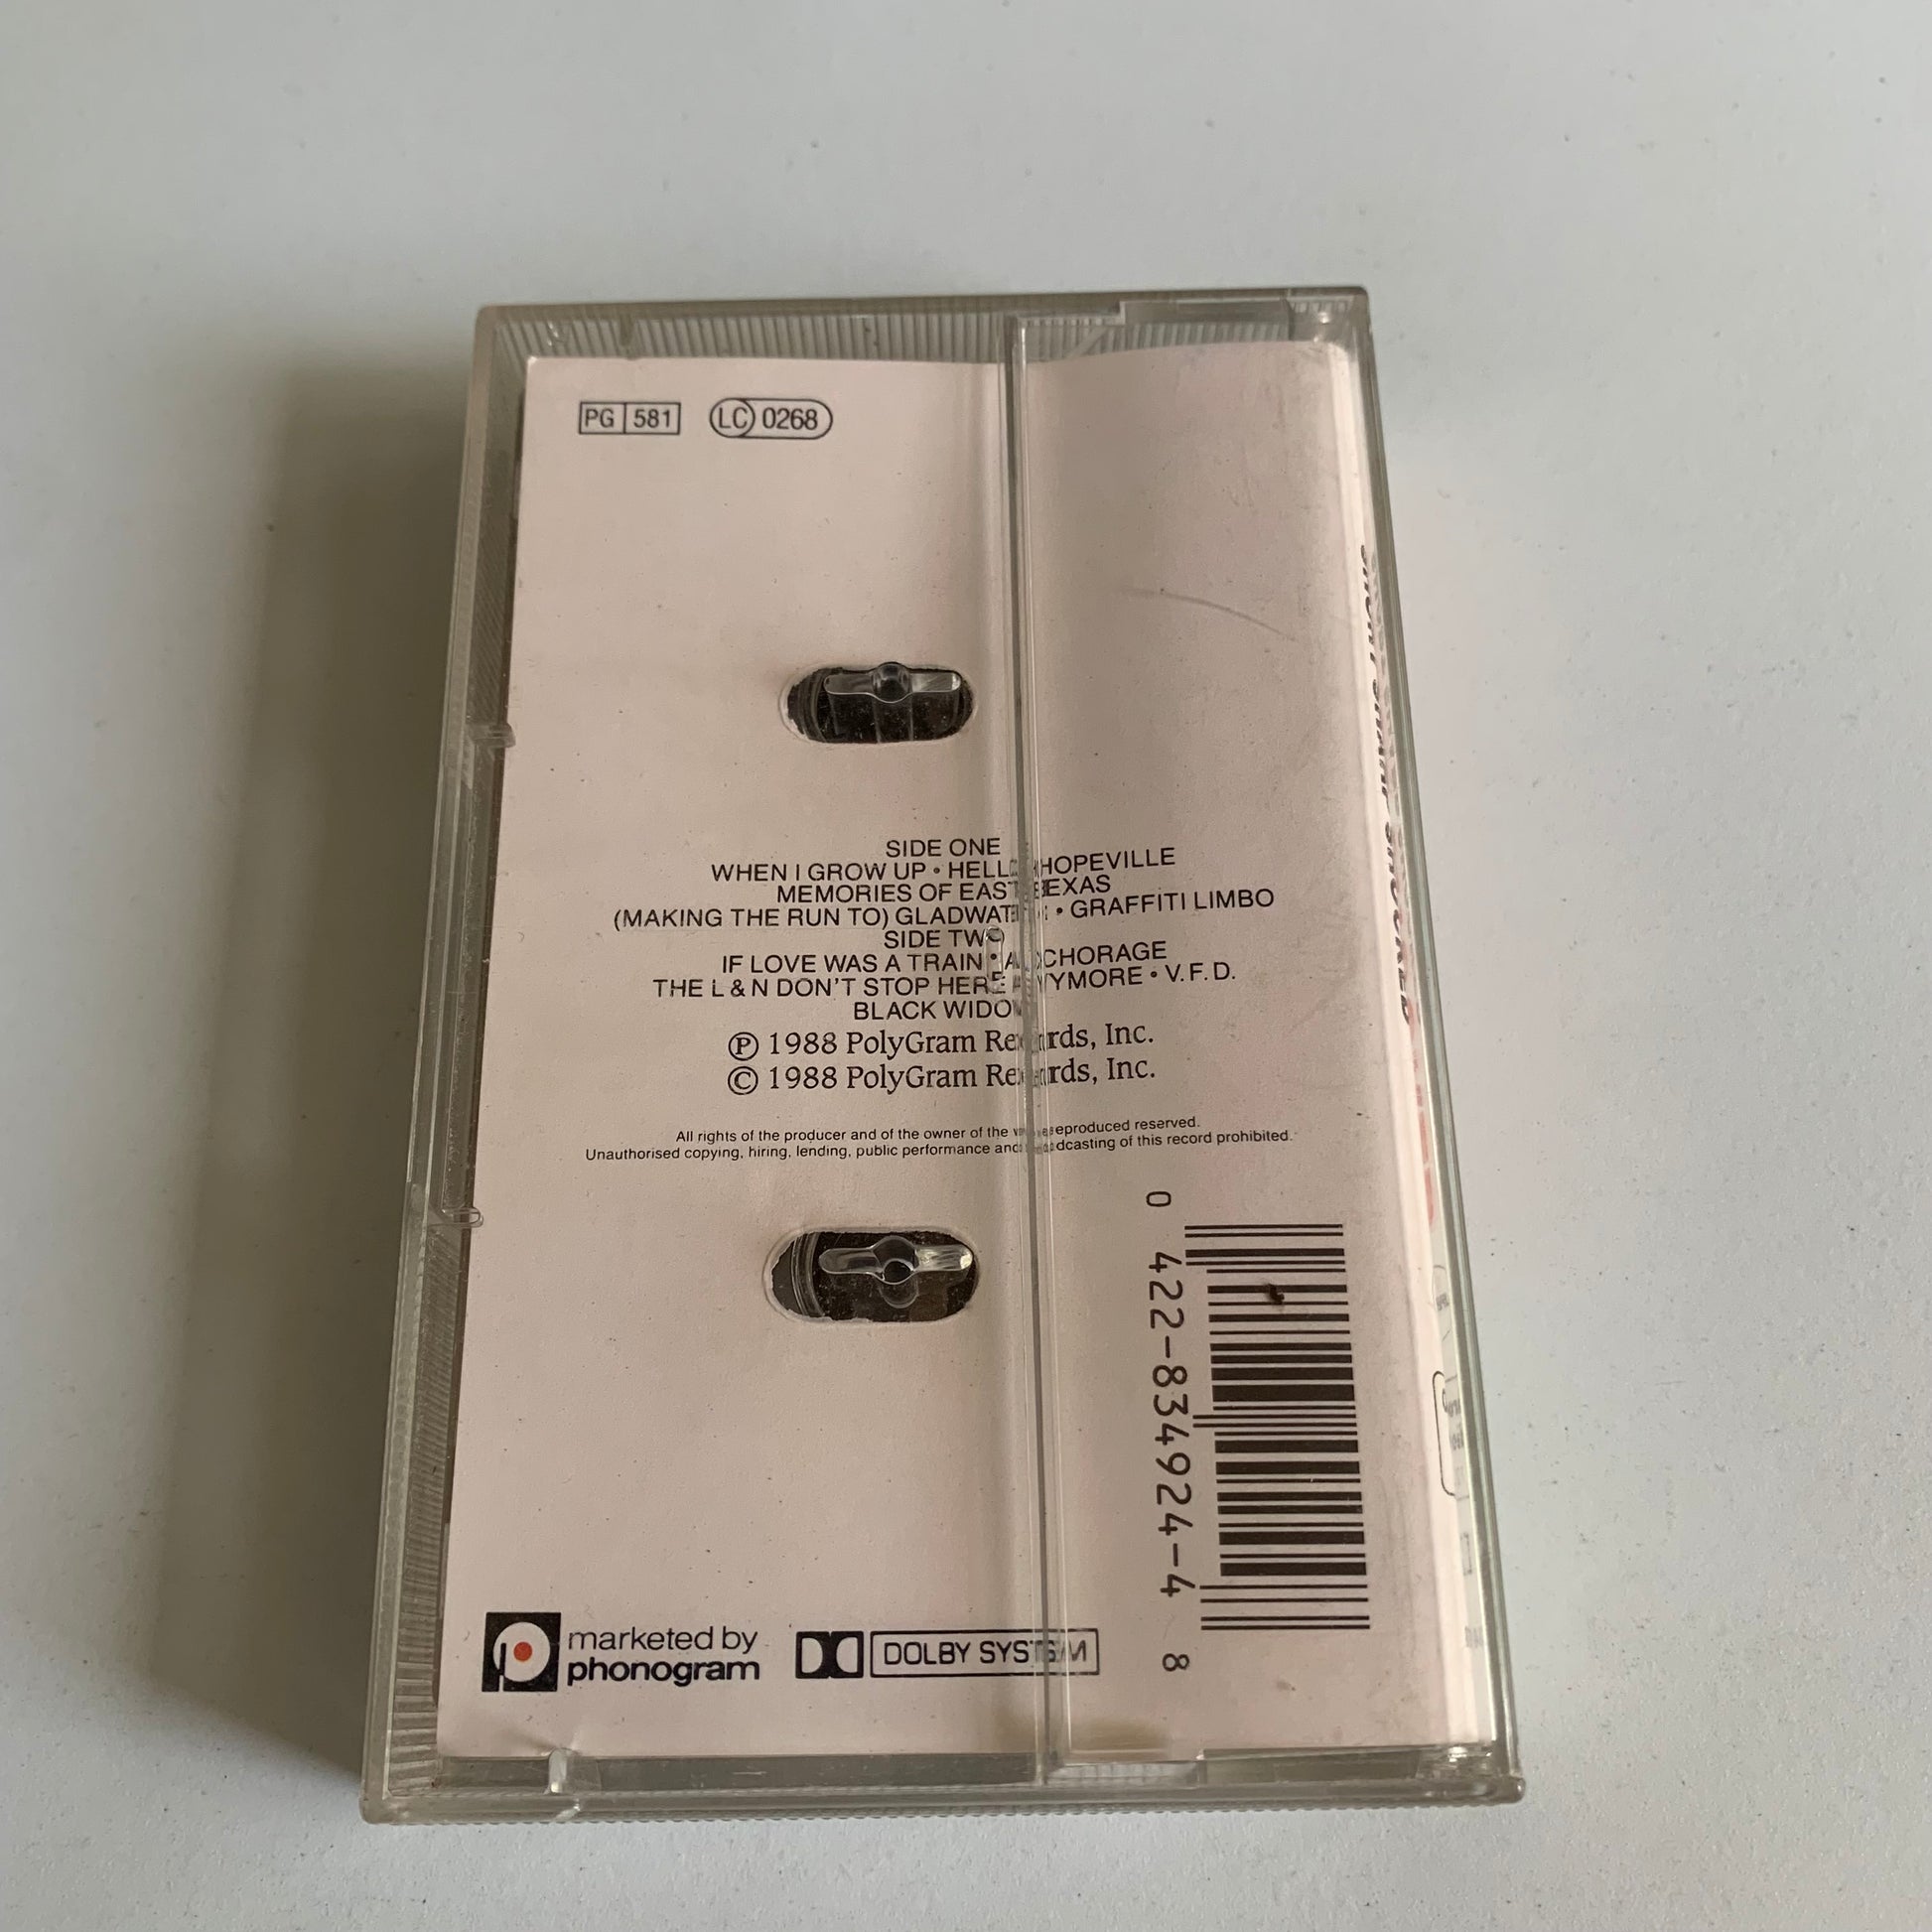 PG 581 LC 0268
SIDE ONE
WHEN I GROW UP • HELLO HOPEVILLE
MEMORIES OF EAST TEXAS
(MAKING THE RUN TO) GLADWATER • GRAFFITI LIMBO
SIDE TWO
IF LOVE WAS A TRAIN • ANCHORAGE
THE L & N DON'T STOP HERE ANYMORE • V.F.D.
BLACK WIDOW
Ⓟ 1988 PolyGram Records, Inc.
© 1988 PolyGram Records, Inc.
All rights of the producer and of the owner of the work reproduced reserved.
Unauthorised copying, hiring, lending, public performance and broadcasting of this record prohibited.
0 422-834924-4 8
marketed by
phonogram
DOLBY SYSTEM
SHORT SHARP SHOCKED